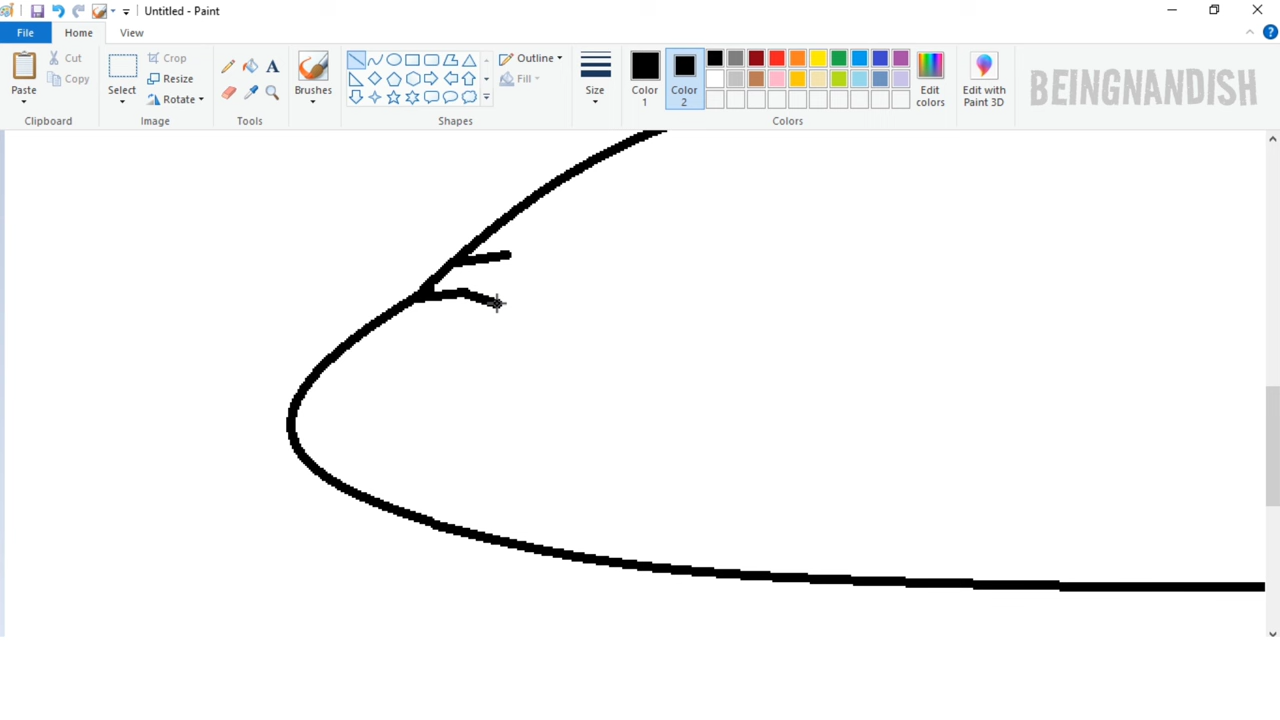 Untitled - Paint
File Home View
Paste
Cut
Copy
Clipboard
Select
Crop
Resize
Rotate
Image
A
Tools
Brushes
Shapes
Outline
Fill
Size
Color 1
Color 2
Edit colors
Colors
Edit with Paint 3D
BEINGNANDISH
?